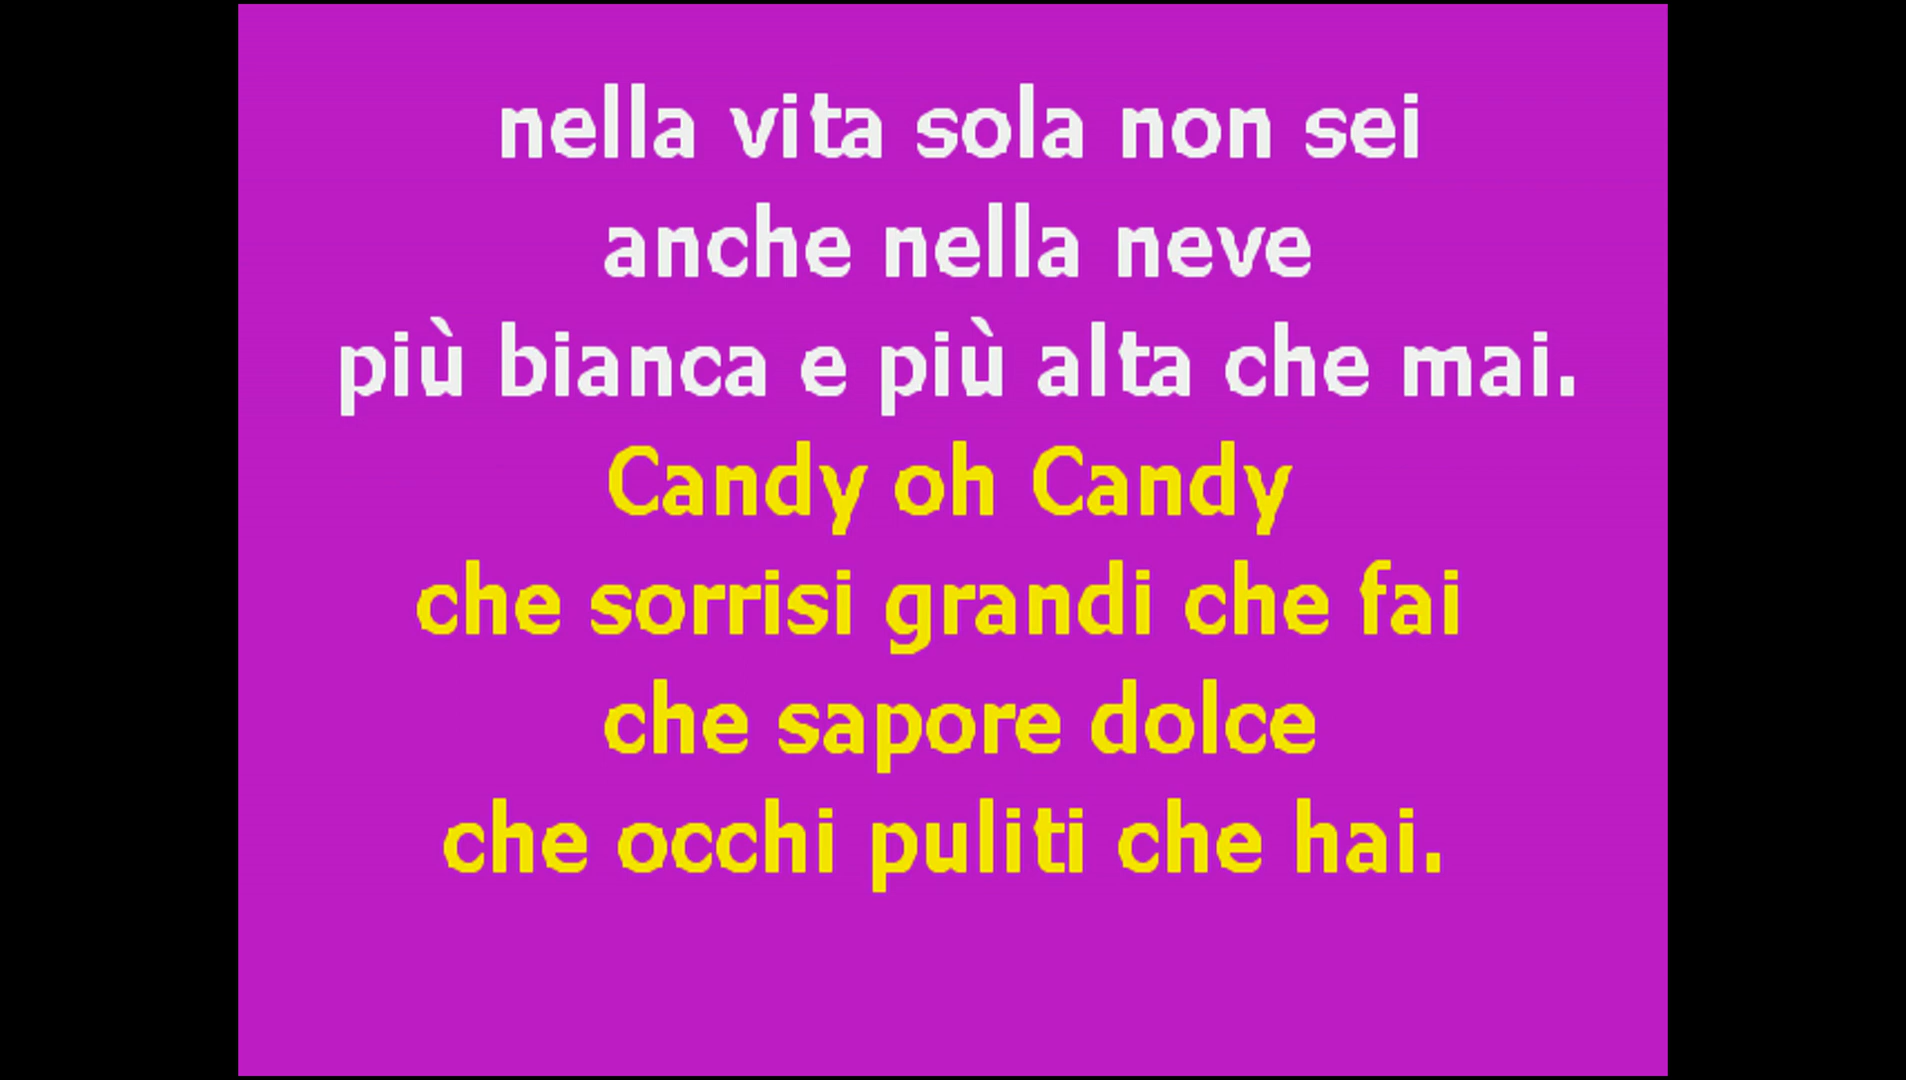 nella vita sola non sei
anche nella neve
più bianca e più alta che mai.
Candy oh Candy
che sorrisi grandi che fai
che sapore dolce
che occhi puliti che hai.